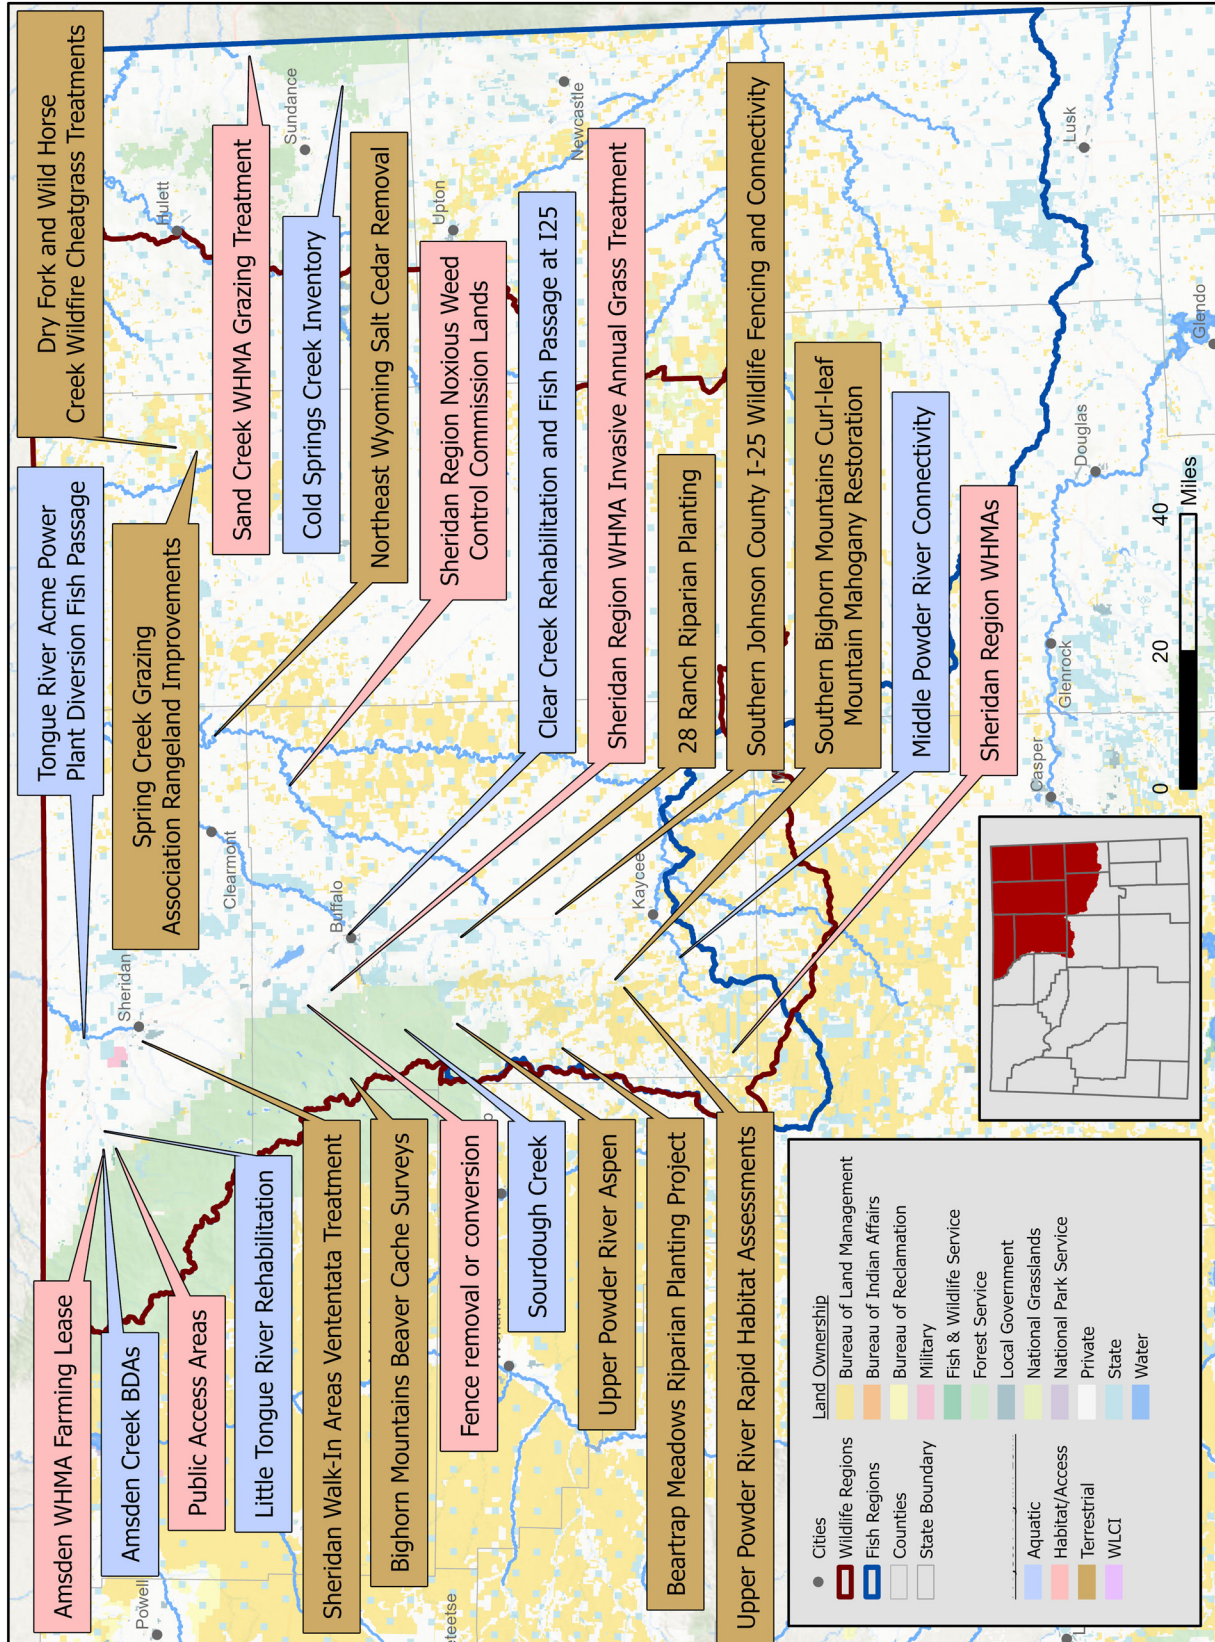 Amsden WHMA Farming Lease
Amsden Creek BDAs
Public Access Areas
Little Tongue River Rehabilitation
Sheridan Walk-In Areas Ventenata Treatment
Bighorn Mountains Beaver Cache Surveys
Fence removal or conversion
Sourdough Creek
Upper Powder River Aspen
Beartrap Meadows Riparian Planting Project
Upper Powder River Rapid Habitat Assessments
Tongue River Acme Power
Plant Diversion Fish Passage
Spring Creek Grazing
Association Rangeland Improvements
Dry Fork and Wild Horse
Creek Wildfire Cheatgrass Treatments
Sand Creek WHMA Grazing Treatment
Cold Springs Creek Inventory
Northeast Wyoming Salt Cedar Removal
Sheridan Region Noxious Weed
Control Commission Lands
Clear Creek Rehabilitation and Fish Passage at I25
Sheridan Region WHMA Invasive Annual Grass Treatment
28 Ranch Riparian Planting
Southern Johnson County I-25 Wildlife Fencing and Connectivity
Southern Bighorn Mountains Curl-leaf
Mountain Mahogany Restoration
Middle Powder River Connectivity
Sheridan Region WHMAs
Powell
Sheridan
Clearmont
Buffalo
Kaycee
Hulett
Sundance
Upton
Newcastle
Lusk
Glendo
Douglas
Glenrock
Casper
eteetse
0 20 40
Miles
Cities
Wildlife Regions
Fish Regions
Counties
State Boundary
Aquatic
Habitat/Access
Terrestrial
WLCI
Land Ownership
Bureau of Land Management
Bureau of Indian Affairs
Bureau of Reclamation
Military
Fish & Wildlife Service
Forest Service
Local Government
National Grasslands
National Park Service
Private
State
Water